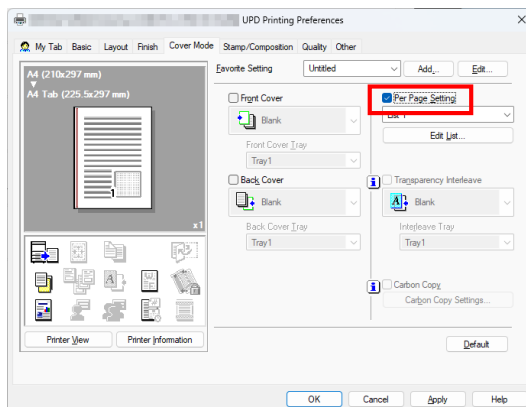 UPD Printing Preferences
My Tab Basic Layout Finish Cover Mode Stamp/Composition Quality Other
A4 (210x297 mm)
A4 Tab (225.5x297 mm)
1
x1
Printer View Printer Information
Favorite Setting Untitled Add... Edit...
Front Cover
Blank
Front Cover Tray
Tray1
Back Cover
Blank
Back Cover Tray
Tray1
Per Page Setting
List 1
Edit List...
Transparency Interleave
Blank
Interleave Tray
Tray1
Carbon Copy
Carbon Copy Settings...
Default
OK Cancel Apply Help